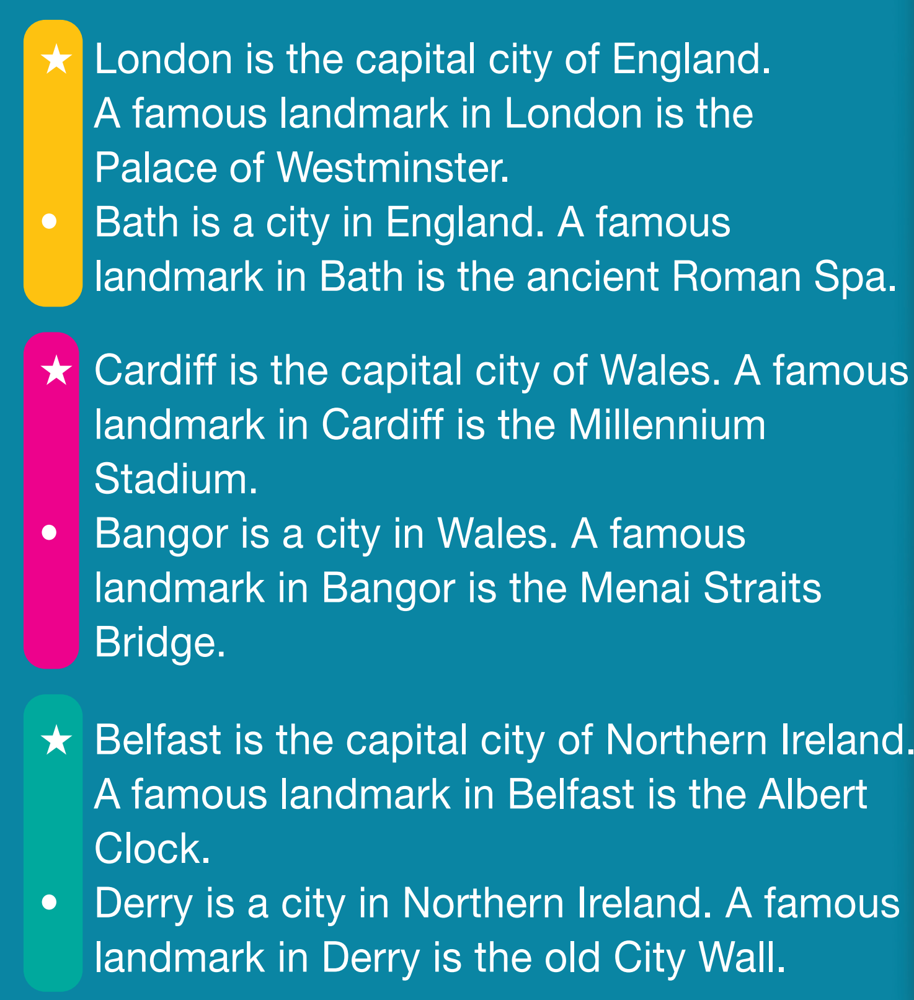 ★ London is the capital city of England.
A famous landmark in London is the
Palace of Westminster.
• Bath is a city in England. A famous
landmark in Bath is the ancient Roman Spa.
★ Cardiff is the capital city of Wales. A famous
landmark in Cardiff is the Millennium
Stadium.
• Bangor is a city in Wales. A famous
landmark in Bangor is the Menai Straits
Bridge.
★ Belfast is the capital city of Northern Ireland.
A famous landmark in Belfast is the Albert
Clock.
• Derry is a city in Northern Ireland. A famous
landmark in Derry is the old City Wall.